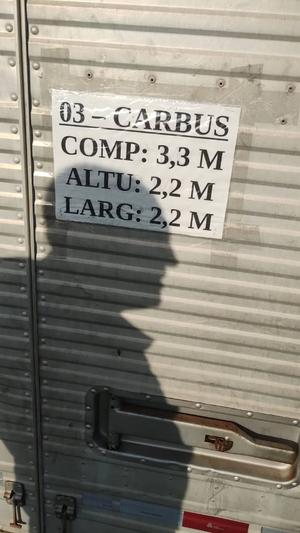 03 – CARBUS
COMP: 3,3 M
ALTU: 2,2 M
LARG: 2,2 M